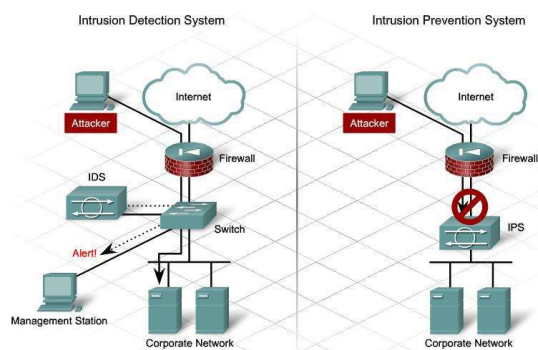 Intrusion Detection System
Internet
Attacker
Firewall
IDS
Switch
Alert!
Management Station
Corporate Network
Intrusion Prevention System
Internet
Attacker
Firewall
IPS
Corporate Network